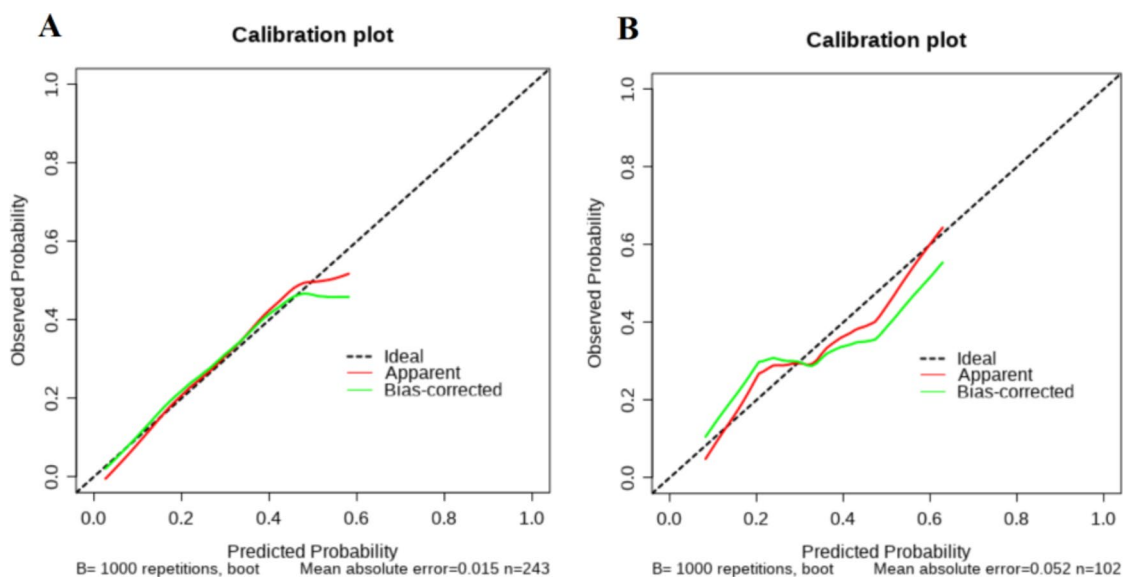 A
Calibration plot
Observed Probability
1.0
0.8
0.6
0.4
0.2
0.0
Ideal
Apparent
Bias-corrected
0.0 0.2 0.4 0.6 0.8 1.0
Predicted Probability
B= 1000 repetitions, boot Mean absolute error=0.015 n=243
B
Calibration plot
Observed Probability
1.0
0.8
0.6
0.4
0.2
0.0
Ideal
Apparent
Bias-corrected
0.0 0.2 0.4 0.6 0.8 1.0
Predicted Probability
B= 1000 repetitions, boot Mean absolute error=0.052 n=102